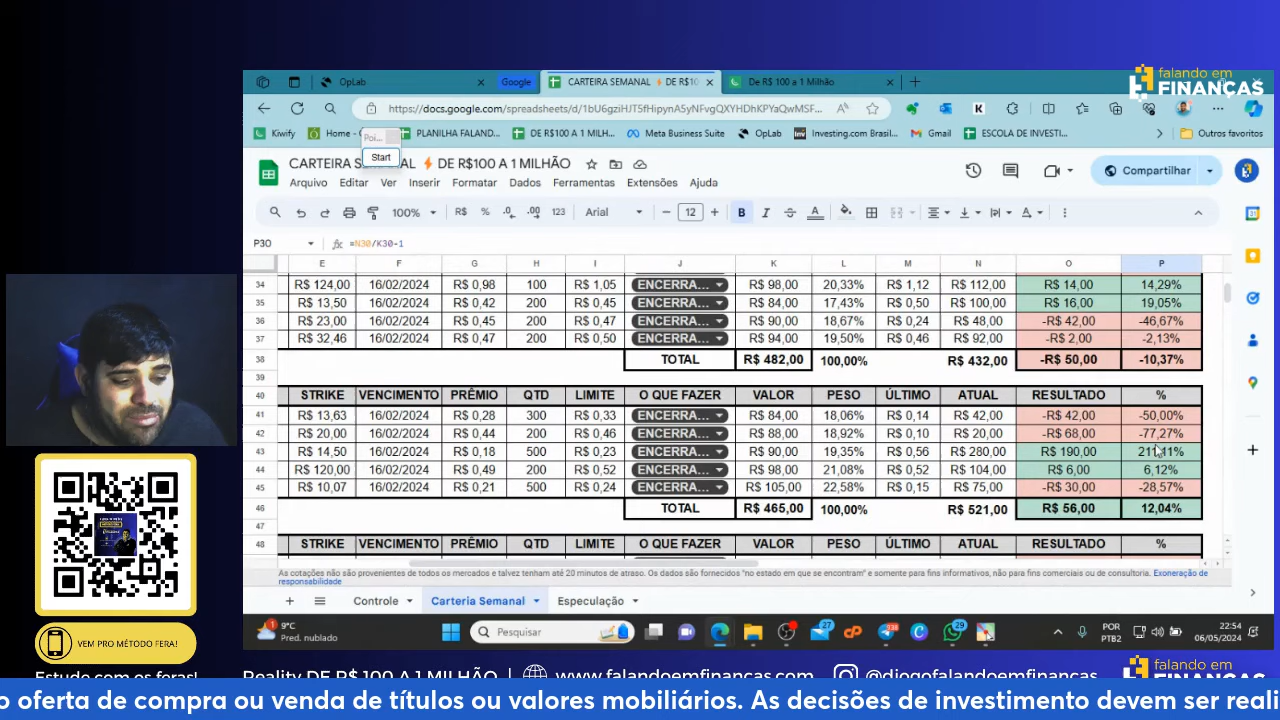 OpLab
Google
CARTEIRA SEMANAL ⚡ DE R$10
De R$ 100 a 1 Milhão
falando em
FINANÇAS
https://docs.google.com/spreadsheets/d/1bU6gziHJT5fHipynASyNFvgQXYHDhKPYaQwMSF...
Kiwify
Home -
PLANILHA FALAND...
DE R$100 A 1 MILH...
Meta Business Suite
OpLab
Investing.com Brasil...
Gmail
ESCOLA DE INVESTI...
Outros favoritos
Poi...
Start
CARTEIRA SEMANAL ⚡ DE R$100 A 1 MILHÃO
Arquivo Editar Ver Inserir Formatar Dados Ferramentas Extensões Ajuda
Compartilhar
100% R$ % .0 .00 123 Arial 12 B I
P30 fx =N30/K30-1
E F G H I J K L M N O P
34 R$ 124,00 16/02/2024 R$ 0,98 100 R$ 1,05 ENCERRA... R$ 98,00 20,33% R$ 1,12 R$ 112,00 R$ 14,00 14,29%
35 R$ 13,50 16/02/2024 R$ 0,42 200 R$ 0,45 ENCERRA... R$ 84,00 17,43% R$ 0,50 R$ 100,00 R$ 16,00 19,05%
36 R$ 23,00 16/02/2024 R$ 0,45 200 R$ 0,47 ENCERRA... R$ 90,00 18,67% R$ 0,24 R$ 48,00 -R$ 42,00 -46,67%
37 R$ 32,46 16/02/2024 R$ 0,47 200 R$ 0,50 ENCERRA... R$ 94,00 19,50% R$ 0,46 R$ 92,00 -R$ 2,00 -2,13%
38 TOTAL R$ 482,00 100,00% R$ 432,00 -R$ 50,00 -10,37%
39
40 STRIKE VENCIMENTO PRÊMIO QTD LIMITE O QUE FAZER VALOR PESO ÚLTIMO ATUAL RESULTADO %
41 R$ 13,63 16/02/2024 R$ 0,28 300 R$ 0,33 ENCERRA... R$ 84,00 18,06% R$ 0,14 R$ 42,00 -R$ 42,00 -50,00%
42 R$ 20,00 16/02/2024 R$ 0,44 200 R$ 0,46 ENCERRA... R$ 88,00 18,92% R$ 0,10 R$ 20,00 -R$ 68,00 -77,27%
43 R$ 14,50 16/02/2024 R$ 0,18 500 R$ 0,23 ENCERRA... R$ 90,00 19,35% R$ 0,56 R$ 280,00 R$ 190,00 211,11%
44 R$ 120,00 16/02/2024 R$ 0,49 200 R$ 0,52 ENCERRA... R$ 98,00 21,08% R$ 0,52 R$ 104,00 R$ 6,00 6,12%
45 R$ 10,07 16/02/2024 R$ 0,21 500 R$ 0,24 ENCERRA... R$ 105,00 22,58% R$ 0,15 R$ 75,00 -R$ 30,00 -28,57%
46 TOTAL R$ 465,00 100,00% R$ 521,00 R$ 56,00 12,04%
47
48 STRIKE VENCIMENTO PRÊMIO QTD LIMITE O QUE FAZER VALOR PESO ÚLTIMO ATUAL RESULTADO %
As cotações não são provenientes de todos os mercados e talvez tenham até 20 minutos de atraso. Os dados são fornecidos "no estado em que se encontram" e somente para fins informativos, não para fins comerciais ou de consultoria. Exoneração de
responsabilidade
Controle Carteria Semanal Especulação
9°C
Pred. nublado
Pesquisar
27
29
POR
PTB2
22:54
06/05/2024
VEM PRO MÉTODO FERA!
Estude com os feras!
Reality DE R$ 100 A 1 MILHÃO | www.falandoemfinancas.com @diogofalandoemfinancas
falando em
FINANÇAS
o oferta de compra ou venda de títulos ou valores mobiliários. As decisões de investimento devem ser reali